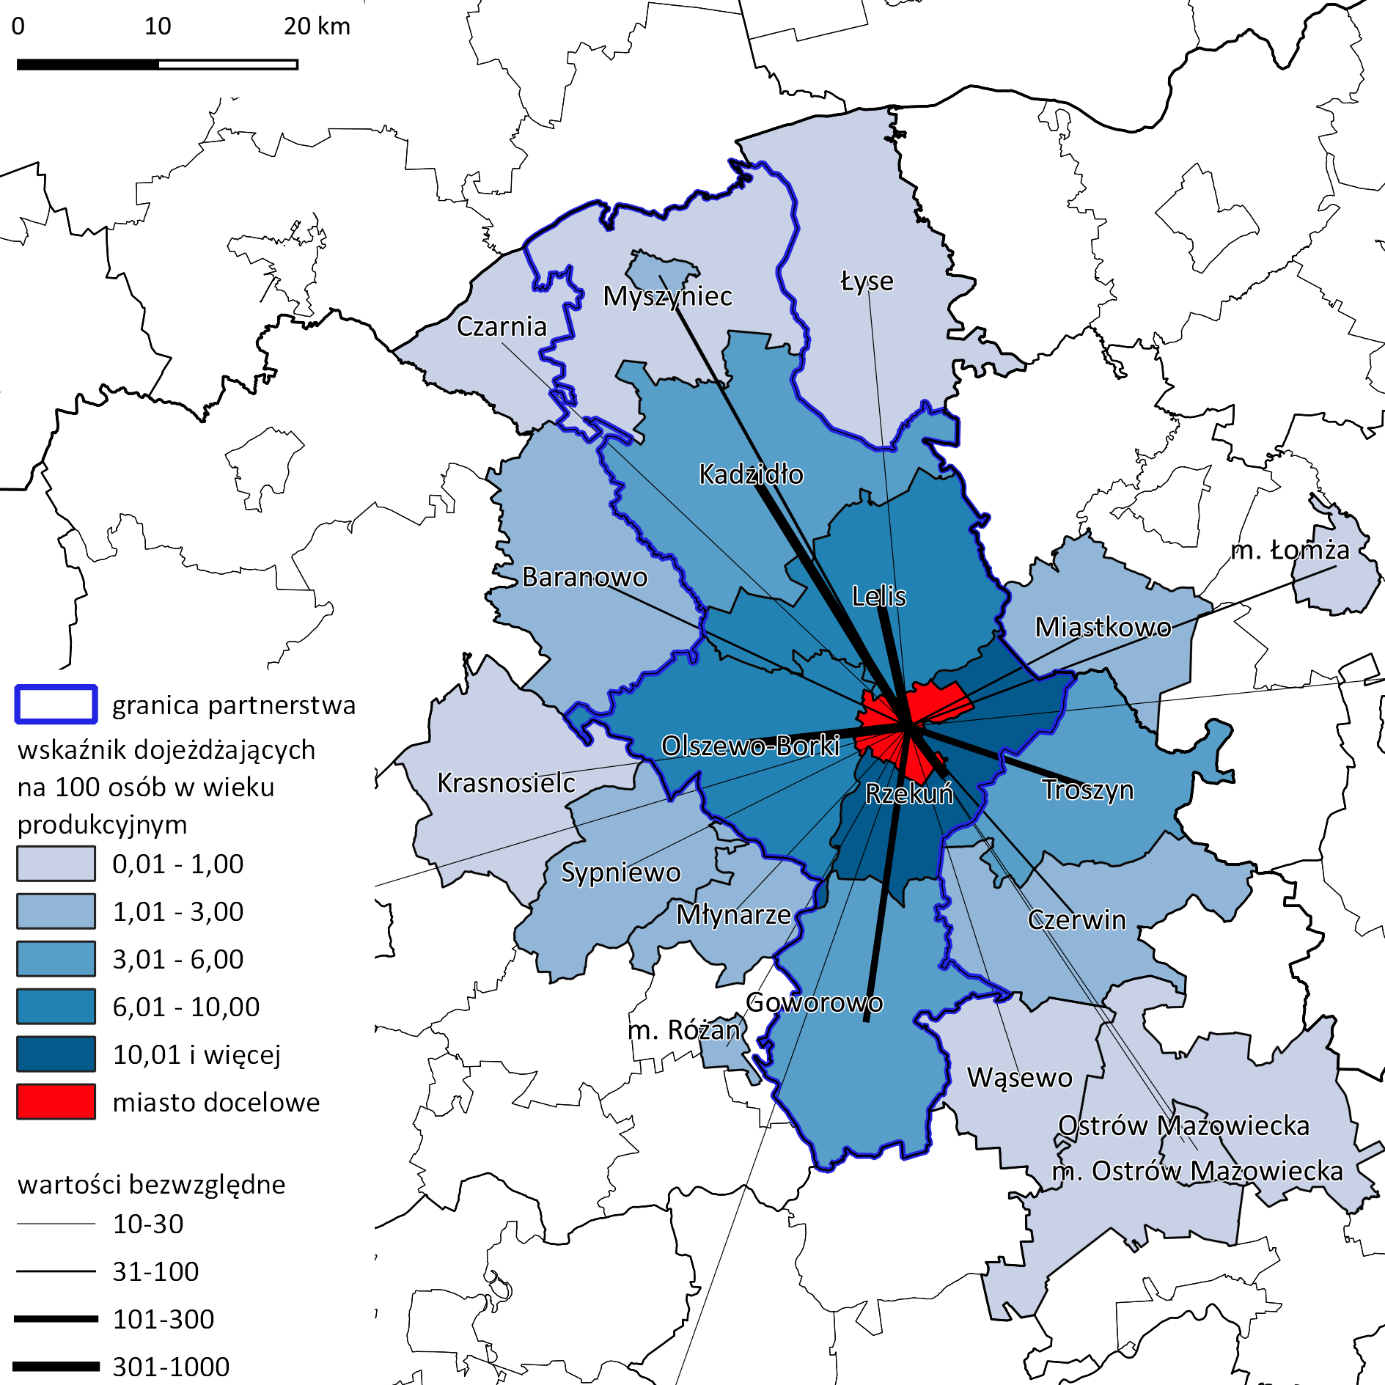 0 10 20 km
Łyse
Myszyniec
Czarnia
Kadzidło
m. Łomża
Baranowo
Lelis
Miastkowo
granica partnerstwa
wskaźnik dojeżdżających
na 100 osób w wieku
produkcyjnym
0,01 - 1,00
1,01 - 3,00
3,01 - 6,00
6,01 - 10,00
10,01 i więcej
miasto docelowe
wartości bezwzględne
10-30
31-100
101-300
301-1000
Olszewo-Borki
Krasnosielc
Rzekuń
Troszyn
Sypniewo
Młynarze
Czerwin
Goworowo
m. Różan
Wąsewo
Ostrów Mazowiecka
m. Ostrów Mazowiecka